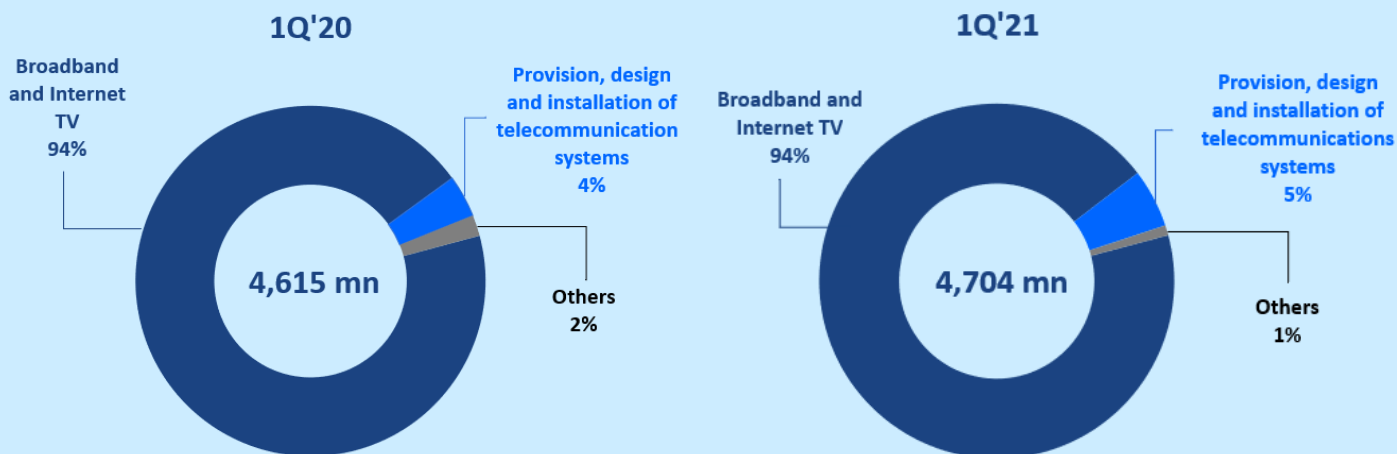 1Q'20
Broadband
and Internet
TV
94%
Provision, design
and installation of
telecommunication
systems
4%
4,615 mn
Others
2%
1Q'21
Broadband and
Internet TV
94%
Provision, design
and installation of
telecommunications
systems
5%
4,704 mn
Others
1%